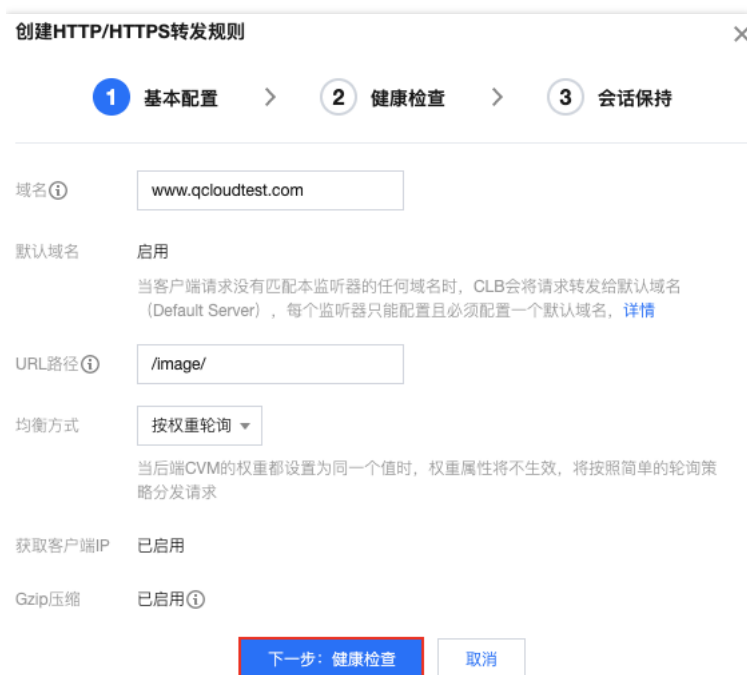 创建HTTP/HTTPS转发规则
1 基本配置 > 2 健康检查 > 3 会话保持
域名 www.qcloudtest.com
默认域名 启用
当客户端请求没有匹配本监听器的任何域名时，CLB会将请求转发给默认域名
（Default Server），每个监听器只能配置且必须配置一个默认域名，详情
URL路径 /image/
均衡方式 按权重轮询
当后端CVM的权重都设置为同一个值时，权重属性将不生效，将按照简单的轮询策
略分发请求
获取客户端IP 已启用
Gzip压缩 已启用
下一步：健康检查 取消